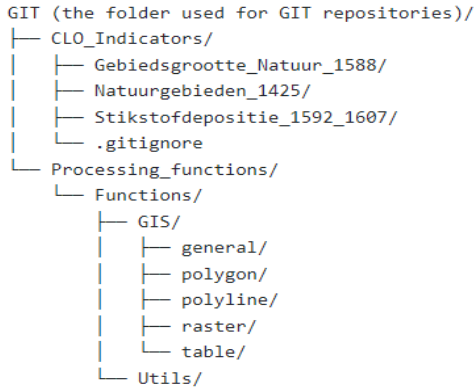 GIT (the folder used for GIT repositories)/
├── CLO_Indicators/
│   ├── Gebiedsgrootte_Natuur_1588/
│   ├── Natuurgebieden_1425/
│   ├── Stikstofdepositie_1592_1607/
│   └── .gitignore
└── Processing_functions/
    └── Functions/
        ├── GIS/
        │   ├── general/
        │   ├── polygon/
        │   ├── polyline/
        │   ├── raster/
        │   └── table/
        └── Utils/